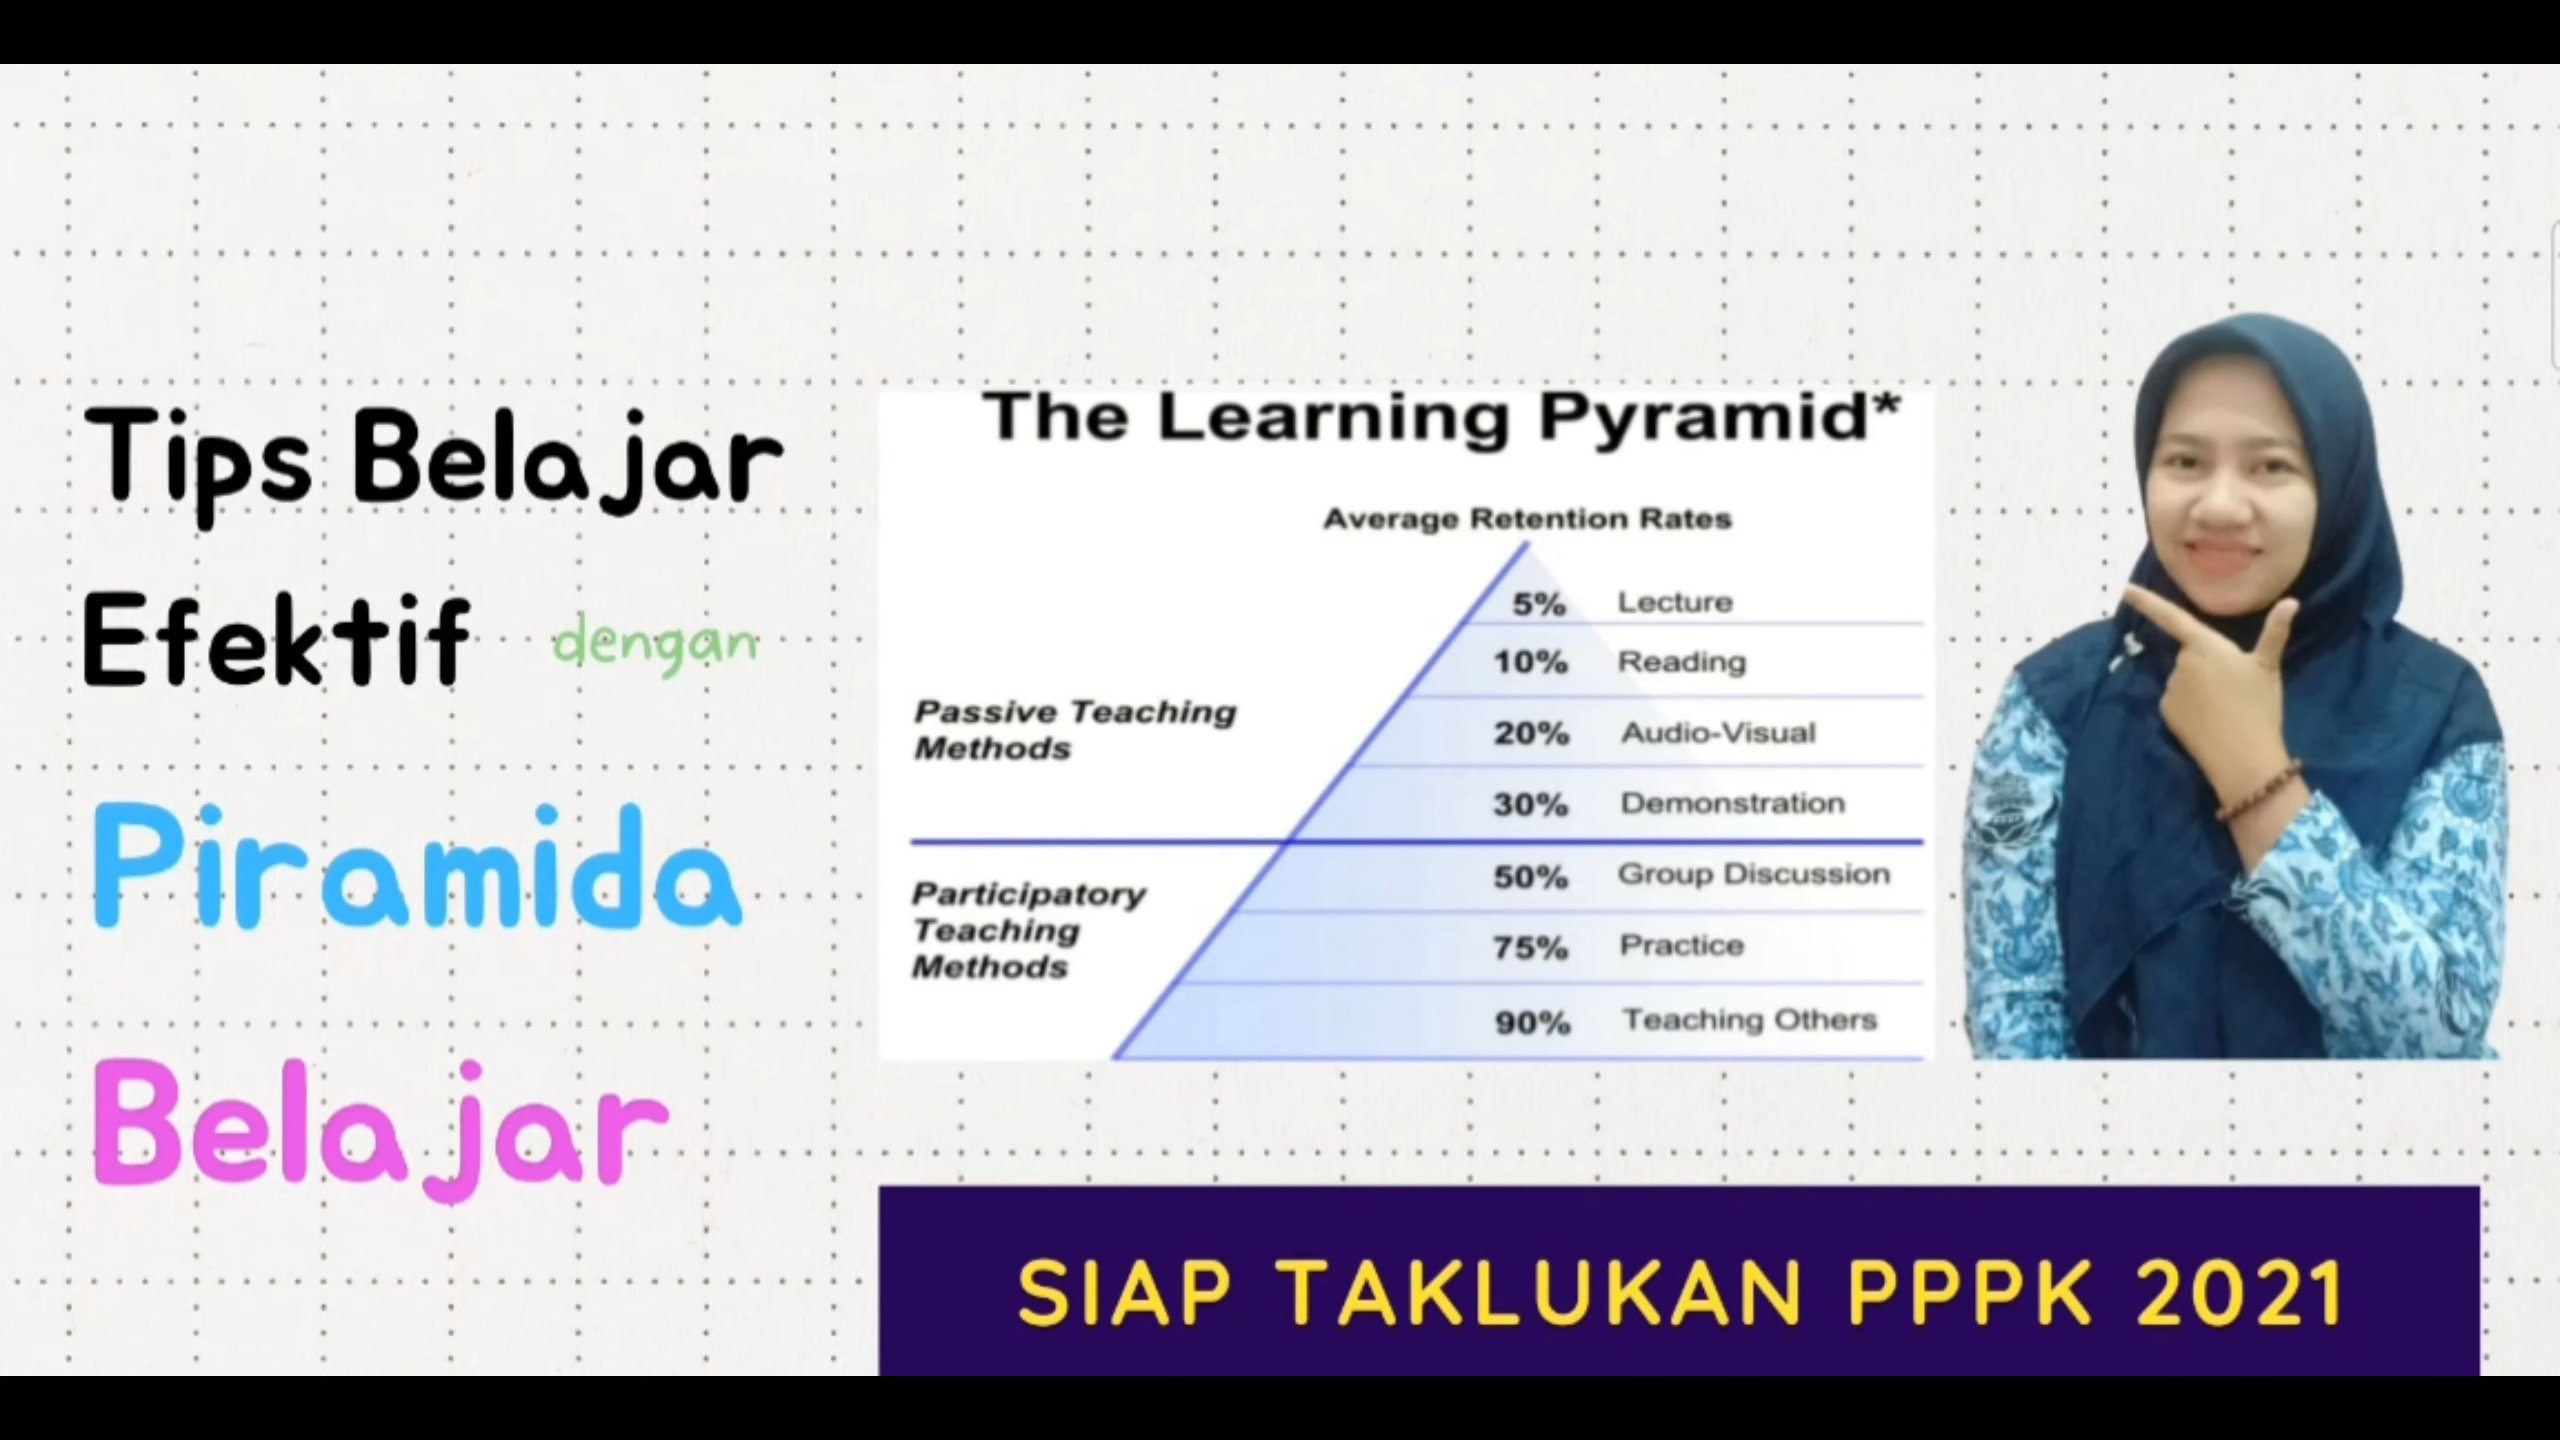 Tips Belajar
Efektif dengan
Piramida
Belajar
The Learning Pyramid*
Average Retention Rates
5% Lecture
10% Reading
20% Audio-Visual
30% Demonstration
Passive Teaching
Methods
50% Group Discussion
75% Practice
90% Teaching Others
Participatory
Teaching
Methods
SIAP TAKLUKAN PPPK 2021